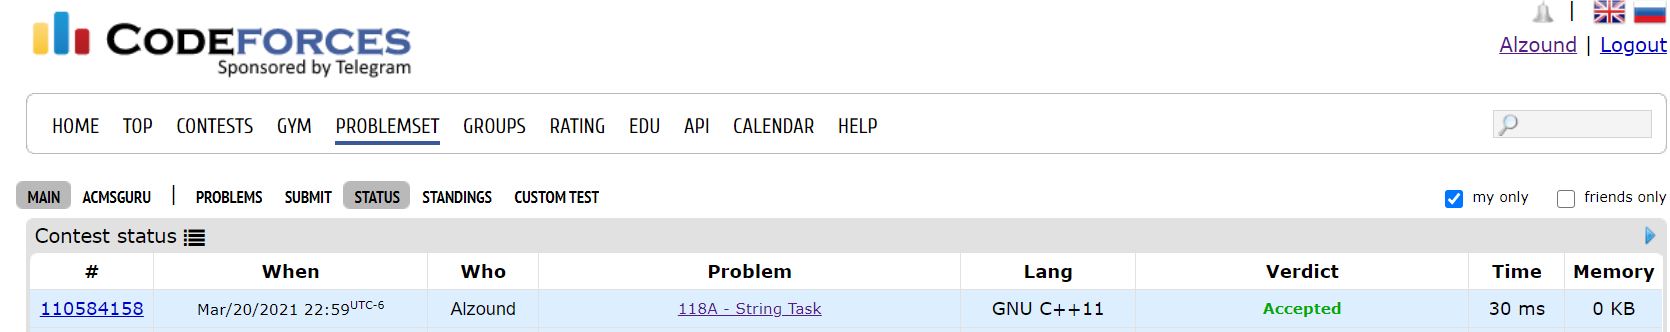 CODEFORCES
Sponsored by Telegram
|
Alzound | Logout
HOME TOP CONTESTS GYM PROBLEMSET GROUPS RATING EDU API CALENDAR HELP
MAIN ACMSGURU | PROBLEMS SUBMIT STATUS STANDINGS CUSTOM TEST my only friends only
Contest status
# When Who Problem Lang Verdict Time Memory
110584158 Mar/20/2021 22:59UTC-6 Alzound 118A - String Task GNU C++11 Accepted 30 ms 0 KB